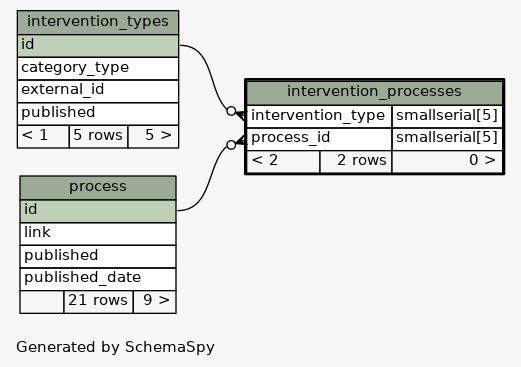 intervention_types
id
category_type
external_id
published
< 1 5 rows 5 >
intervention_processes
intervention_type smallserial[5]
process_id smallserial[5]
< 2 2 rows 0 >
process
id
link
published
published_date
21 rows 9 >
Generated by SchemaSpy